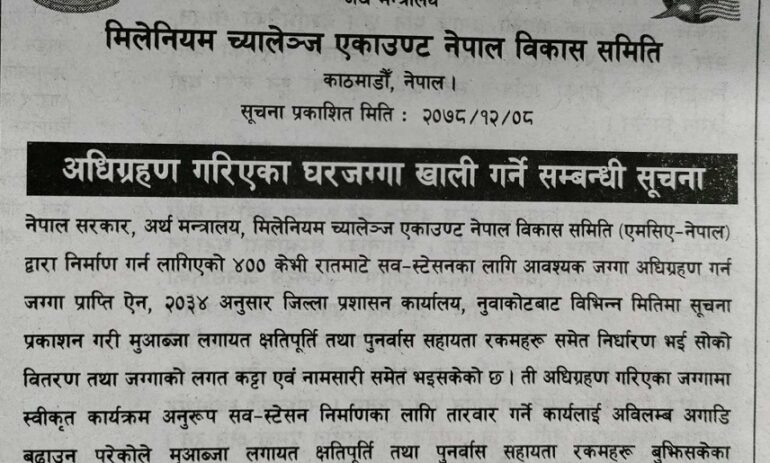 अर्थ मन्त्रालय
मिलेनियम च्यालेञ्ज एकाउण्ट नेपाल विकास समिति
काठमाडौँ, नेपाल ।
सूचना प्रकाशित मिति : २०७८/१२/०८
अधिग्रहण गरिएका घरजग्गा खाली गर्ने सम्बन्धी सूचना
नेपाल सरकार, अर्थ मन्त्रालय, मिलेनियम च्यालेञ्ज एकाउण्ट नेपाल विकास समिति (एमसिए-नेपाल)
द्वारा निर्माण गर्न लागिएको ४०० केभी रातमाटे सव-स्टेसनका लागि आवश्यक जग्गा अधिग्रहण गर्न
जग्गा प्राप्ति ऐन, २०३४ अनुसार जिल्ला प्रशासन कार्यालय, नुवाकोटबाट विभिन्न मितिमा सूचना
प्रकाशन गरी मुआब्जा लगायत क्षतिपूर्ति तथा पुनर्वास सहायता रकमहरू समेत निर्धारण भई सोको
वितरण तथा जग्गाको लगत कट्टा एवं नामसारी समेत भइसकेको छ । ती अधिग्रहण गरिएका जग्गामा
स्वीकृत कार्यक्रम अनुरूप सव-स्टेसन निर्माणका लागि तारवार गर्ने कार्यलाई अविलम्ब अगाडि
बढाउन परेकोले मुआब्जा लगायत क्षतिपूर्ति तथा पुनर्वास सहायता रकमहरू बुझिसकेका